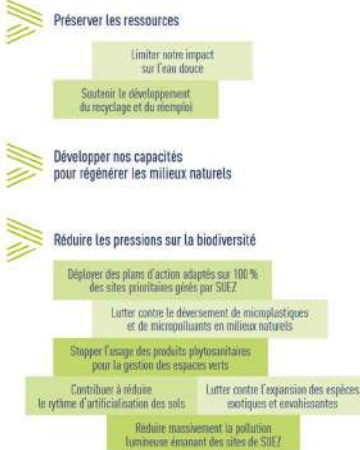 Préserver les ressources
Limiter notre impact
sur l'eau douce
Soutenir le développement
du recyclage et du réemploi
Développer nos capacités
pour régénérer les milieux naturels
Réduire les pressions sur la biodiversité
Déployer des plans d'action adaptés sur 100 %
des sites prioritaires gérés par SUEZ
Lutter contre le déversement de microplastiques
et de micropolluants en milieux naturels
Stopper l'usage des produits phytosanitaires
pour la gestion des espaces verts
Contribuer à réduire
le rythme d'artificialisation des sols
Lutter contre l'expansion des espèces
exotiques et envahissantes
Réduire massivement la pollution
lumineuse émanant des sites de SUEZ